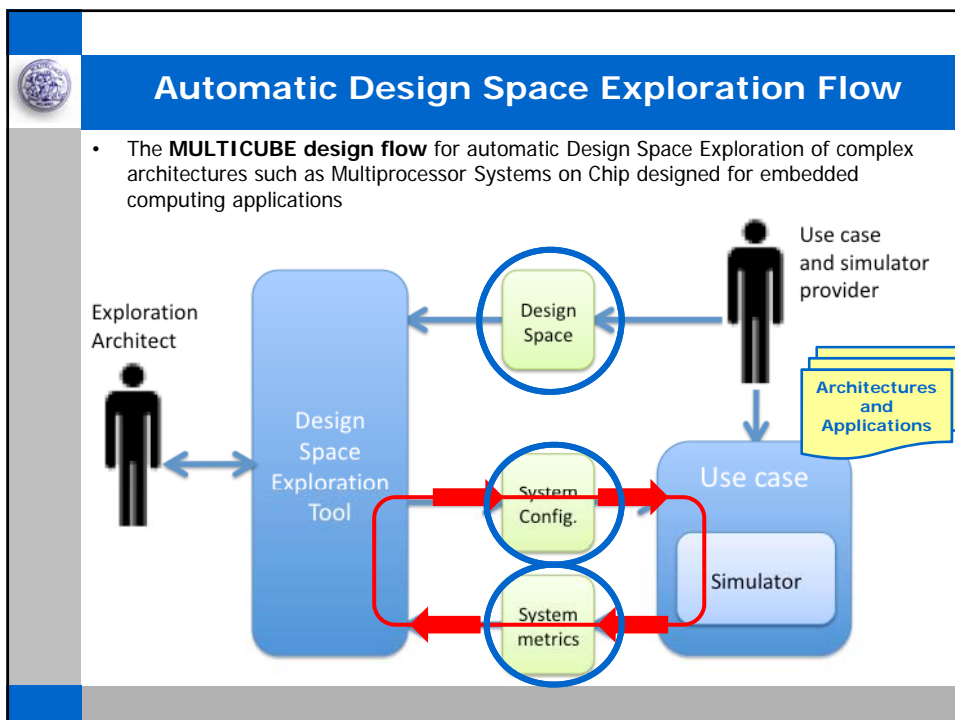 Automatic Design Space Exploration Flow
• The MULTICUBE design flow for automatic Design Space Exploration of complex
architectures such as Multiprocessor Systems on Chip designed for embedded
computing applications
Use case
and simulator
provider
Exploration
Architect
Design
Space
Architectures
and
Applications
Design
Space
Exploration
Tool
System
Config.
Use case
Simulator
System
metrics